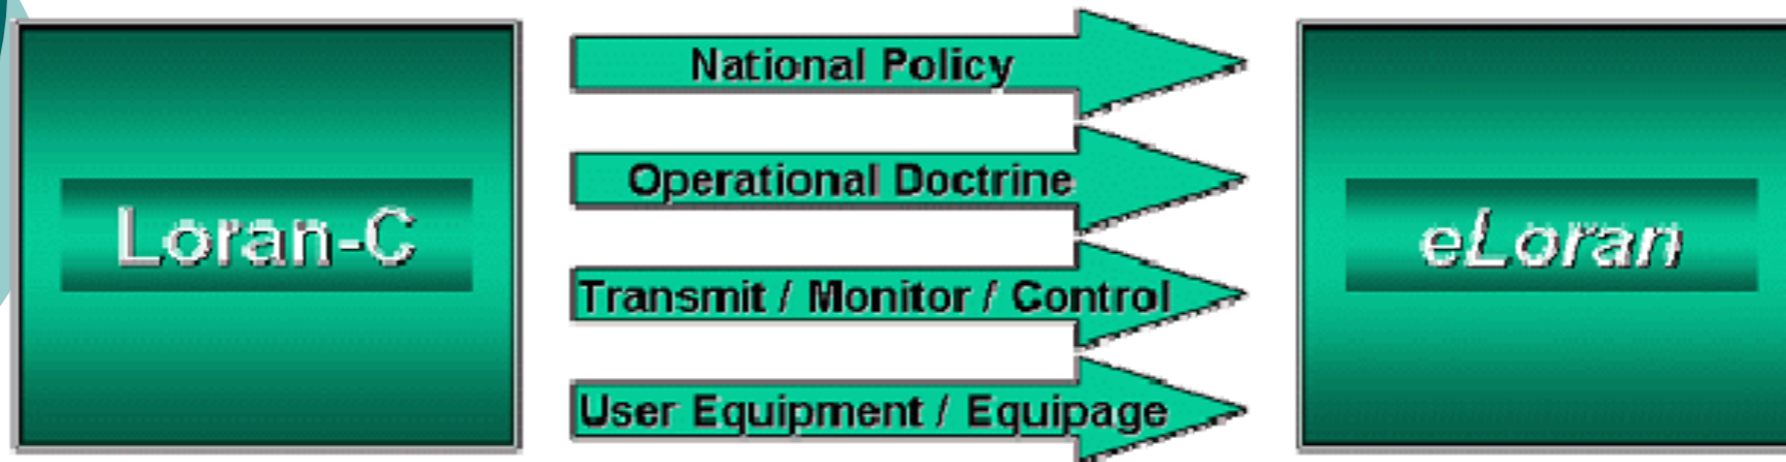 Loran-C
National Policy
Operational Doctrine
Transmit / Monitor / Control
User Equipment / Equipage
eLoran